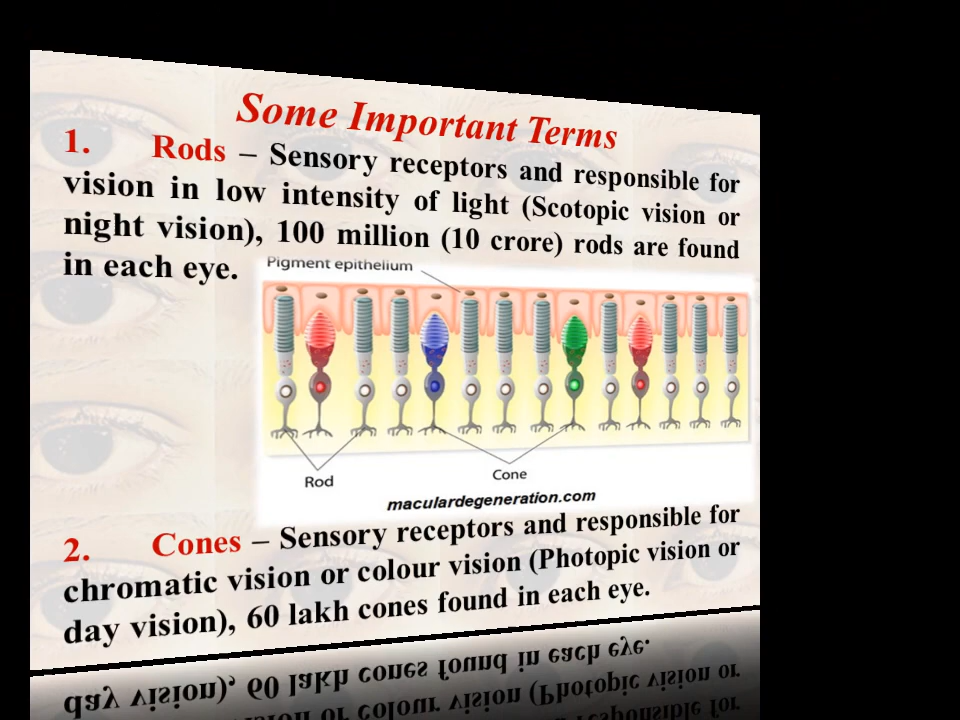 Some Important Terms
1. Rods – Sensory receptors and responsible for
vision in low intensity of light (Scotopic vision or
night vision), 100 million (10 crore) rods are found
in each eye.
Pigment epithelium
Rod
Cone
maculardegeneration.com
2. Cones – Sensory receptors and responsible for
chromatic vision or colour vision (Photopic vision or
day vision), 60 lakh cones found in each eye.